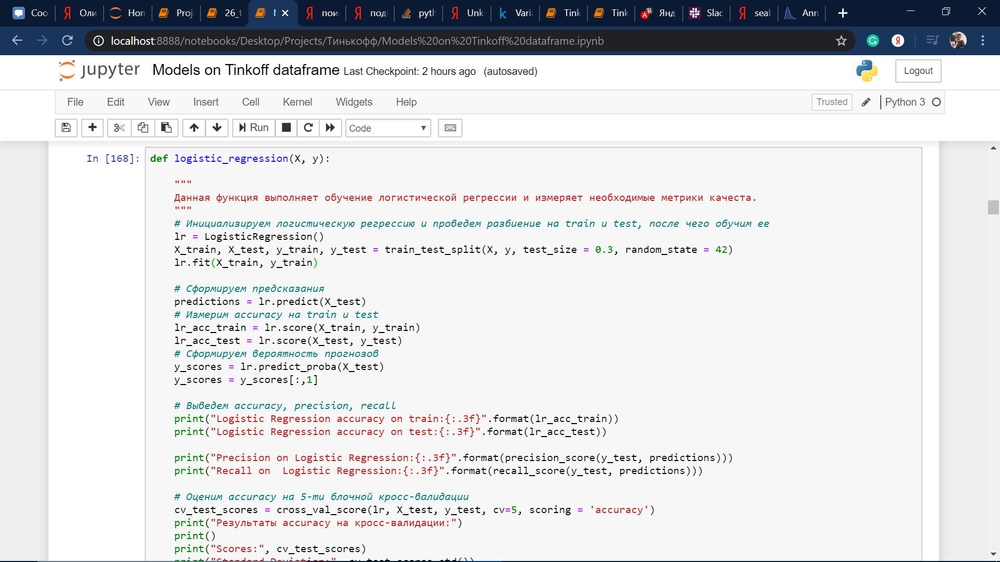 Coo Оли Hon Proj 26_t поис под pyth Unk Varia Tink Tink Янд Slac seab Ann
localhost:8888/notebooks/Desktop/Projects/Тинькофф/Models%20on%20Tinkoff%20dataframe.ipynb
jupyter Models on Tinkoff dataframe Last Checkpoint: 2 hours ago (autosaved) Logout
File Edit View Insert Cell Kernel Widgets Help Trusted Python 3
Run Code
In [168]: def logistic_regression(X, y):
"""
Данная функция выполняет обучение логистической регрессии и измеряет необходимые метрики качеста.
"""
# Инициализируем логистическую регрессию и проведем разбиение на train и test, после чего обучим ее
lr = LogisticRegression()
X_train, X_test, y_train, y_test = train_test_split(X, y, test_size = 0.3, random_state = 42)
lr.fit(X_train, y_train)
# Сформируем предсказания
predictions = lr.predict(X_test)
# Измерим accuracy на train и test
lr_acc_train = lr.score(X_train, y_train)
lr_acc_test = lr.score(X_test, y_test)
# Сформируем вероятность прогнозов
y_scores = lr.predict_proba(X_test)
y_scores = y_scores[:,1]
# Выведем accuracy, precision, recall
print("Logistic Regression accuracy on train:{:.3f}".format(lr_acc_train))
print("Logistic Regression accuracy on test:{:.3f}".format(lr_acc_test))
print("Precision on Logistic Regression:{:.3f}".format(precision_score(y_test, predictions)))
print("Recall on  Logistic Regression:{:.3f}".format(recall_score(y_test, predictions)))
# Оценим accuracy на 5-ти блочной кросс-валидации
cv_test_scores = cross_val_score(lr, X_test, y_test, cv=5, scoring = 'accuracy')
print("Результаты accuracy на кросс-валидации:")
print()
print("Scores:", cv_test_scores)